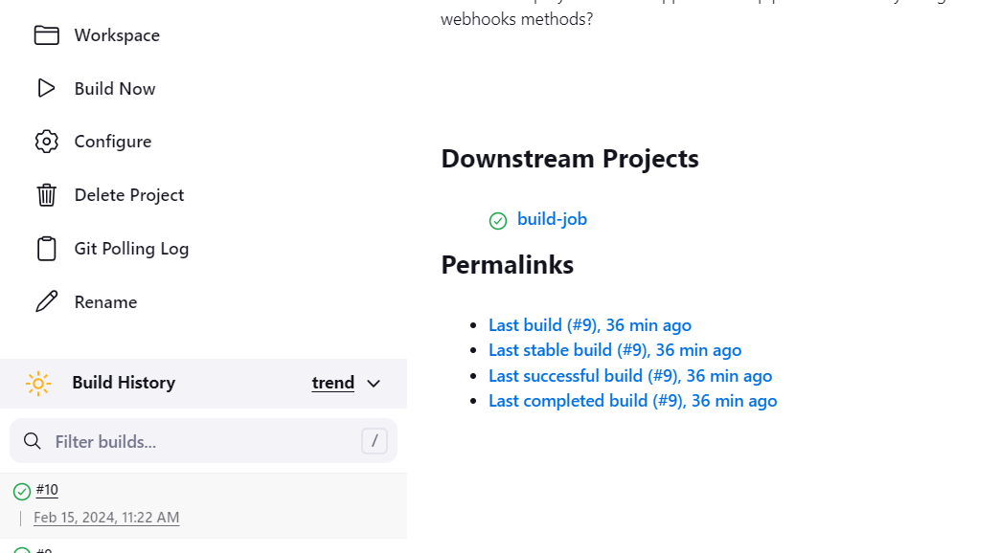 Workspace
Build Now
Configure
Delete Project
Git Polling Log
Rename
Build History
trend
Filter builds...
/
#10
Feb 15, 2024, 11:22 AM
webhooks methods?
Downstream Projects
build-job
Permalinks
Last build (#9), 36 min ago
Last stable build (#9), 36 min ago
Last successful build (#9), 36 min ago
Last completed build (#9), 36 min ago